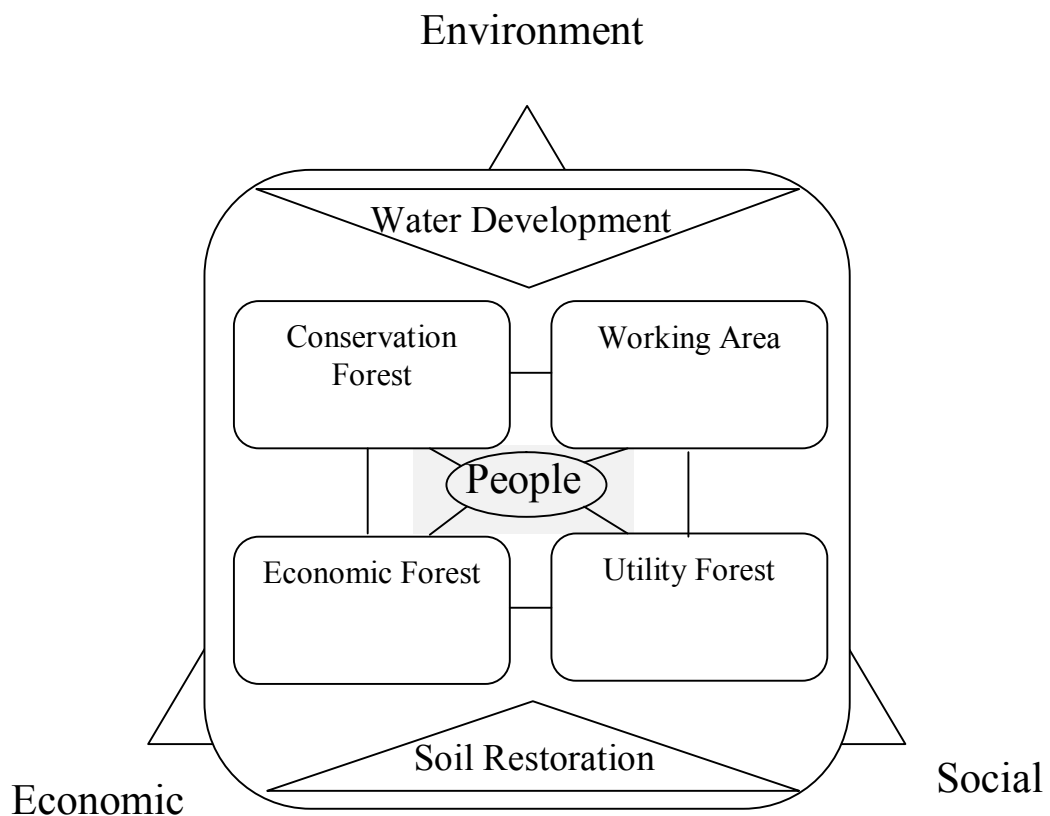 Environment
Water Development
Conservation
Forest
Working Area
People
Economic Forest
Utility Forest
Soil Restoration
Economic
Social